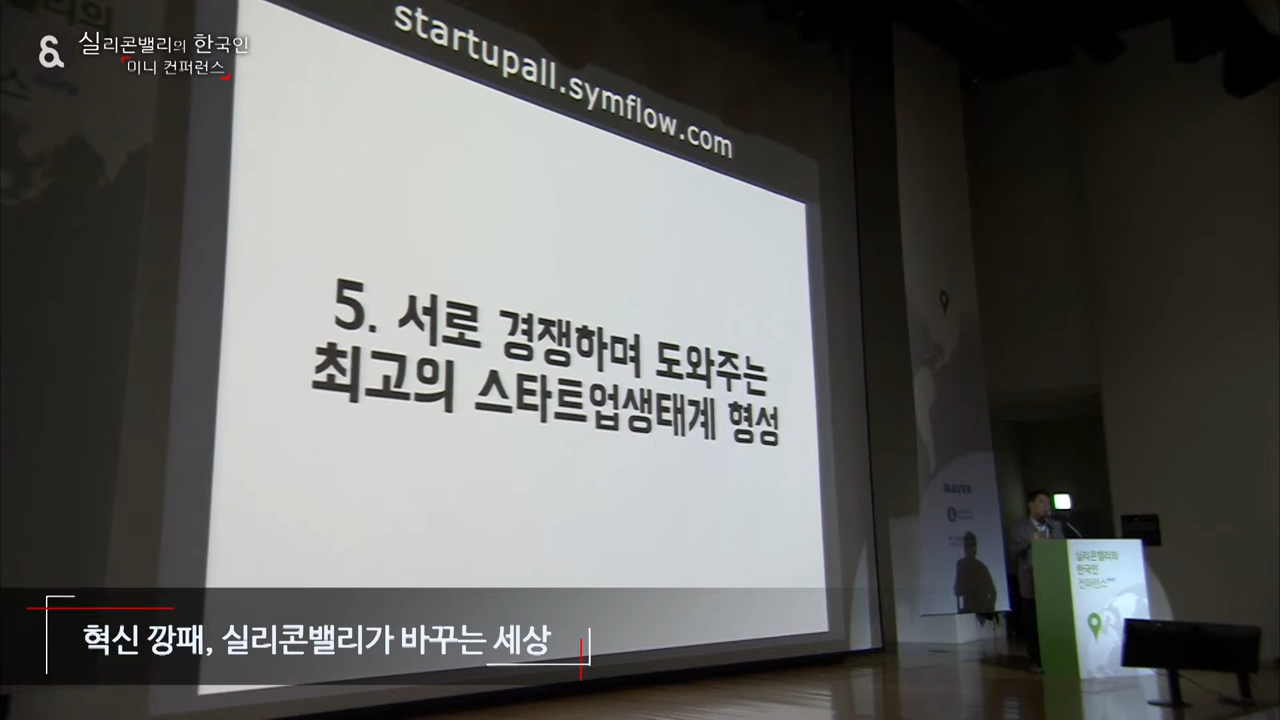 실리콘밸리의 한국인
미니 컨퍼런스
startupall.symflow.com
5. 서로 경쟁하며 도와주는
최고의 스타트업생태계 형성
NAVER
실리콘밸리의
한국인
컨퍼런스
혁신 깡패, 실리콘밸리가 바꾸는 세상